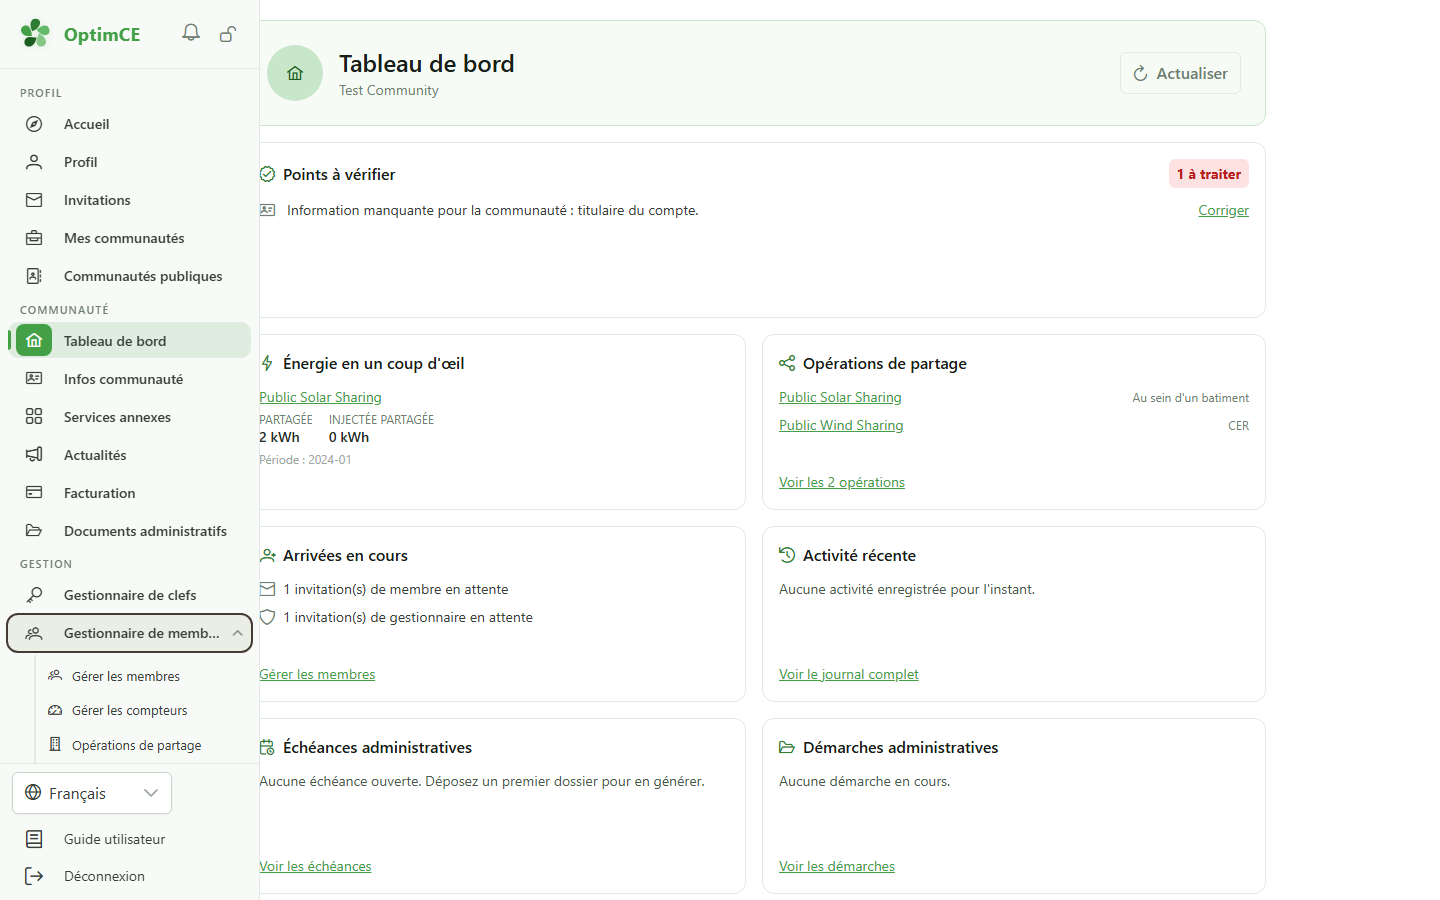 OptimCE
PROFIL
Accueil
Profil
Invitations
Mes communautés
Communautés publiques
COMMUNAUTÉ
Tableau de bord
Infos communauté
Services annexes
Actualités
Facturation
Documents administratifs
GESTION
Gestionnaire de clefs
Gestionnaire de memb...
Gérer les membres
Gérer les compteurs
Opérations de partage
Français
Guide utilisateur
Déconnexion
Tableau de bord
Test Community
Actualiser
Points à vérifier
1 à traiter
Information manquante pour la communauté : titulaire du compte.
Corriger
Énergie en un coup d'œil
Public Solar Sharing
PARTAGÉE INJECTÉE PARTAGÉE
2 kWh 0 kWh
Période : 2024-01
Opérations de partage
Public Solar Sharing Au sein d'un batiment
Public Wind Sharing CER
Voir les 2 opérations
Arrivées en cours
1 invitation(s) de membre en attente
1 invitation(s) de gestionnaire en attente
Gérer les membres
Activité récente
Aucune activité enregistrée pour l'instant.
Voir le journal complet
Échéances administratives
Aucune échéance ouverte. Déposez un premier dossier pour en générer.
Voir les échéances
Démarches administratives
Aucune démarche en cours.
Voir les démarches